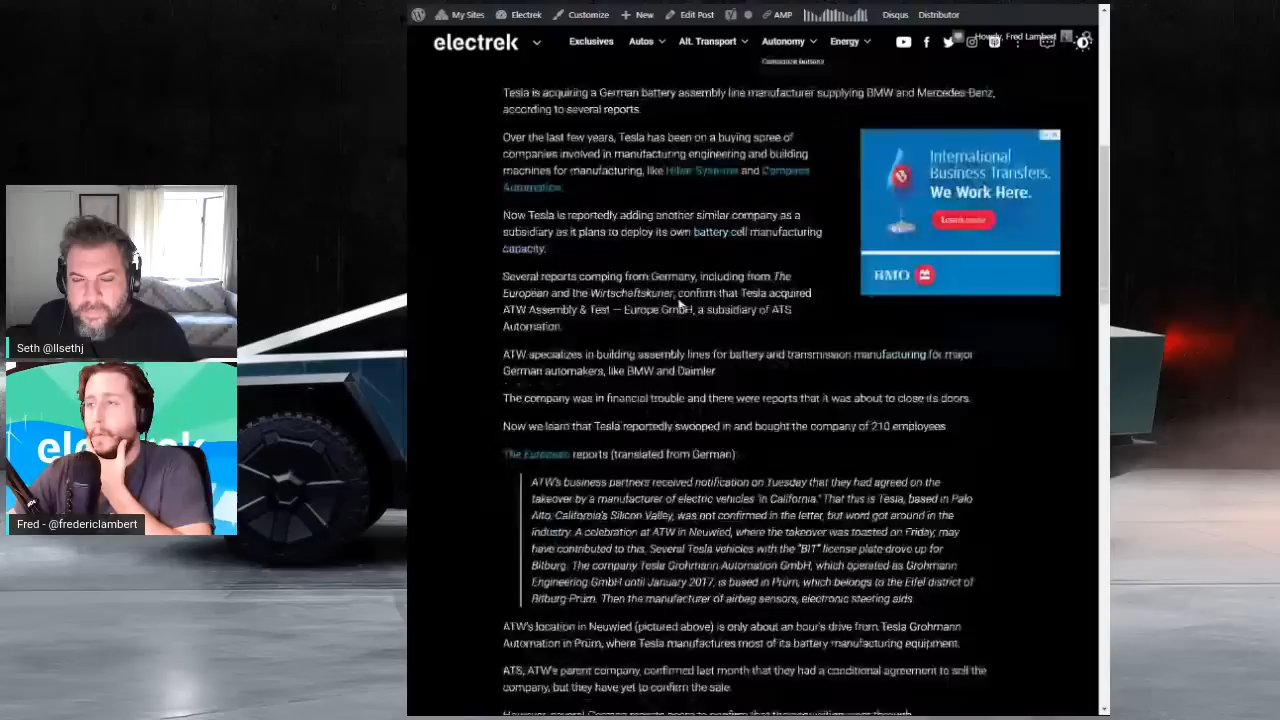 My Sites Electrek Customize + New Edit Post AMP Disqus Distributor
Howdy, Fred Lambert
electrek Exclusives Autos Alt. Transport Autonomy Energy
Tesla is acquiring a German battery assembly line manufacturer supplying BMW and Mercedes-Benz,
according to several reports.
Over the last few years, Tesla has been on a buying spree of
companies involved in manufacturing engineering and building
machines for manufacturing, like Hibar Systems and Compass
Automation.
Now Tesla is reportedly adding another similar company as a
subsidiary as it plans to deploy its own battery cell manufacturing
capacity.
Several reports comping from Germany, including from The
European and the Wirtschaftskurier, confirm that Tesla acquired
ATW Assembly & Test — Europe GmbH, a subsidiary of ATS
Automation.
International
Business Transfers.
We Work Here.
Learn more
BMO
ATW specializes in building assembly lines for battery and transmission manufacturing for major
German automakers, like BMW and Daimler
The company was in financial trouble and there were reports that it was about to close its doors.
Now we learn that Tesla reportedly swooped in and bought the company of 210 employees
The European reports (translated from German)
ATW's business partners received notification on Tuesday that they had agreed on the
takeover by a manufacturer of electric vehicles "in California." That this is Tesla, based in Palo
Alto, California's Silicon Valley, was not confirmed in the letter, but word got around in the
industry. A celebration at ATW in Neuwied, where the takeover was toasted on Friday, may
have contributed to this. Several Tesla vehicles with the "BIT" license plate drove up for
Bitburg. The company Tesla Grohmann Automation GmbH, which operated as Grohmann
Engineering GmbH until January 2017, is based in Prüm, which belongs to the Eifel district of
Bitburg-Prüm. Then the manufacturer of airbag sensors, electronic steering aids.
ATW's location in Neuwied (pictured above) is only about an hour's drive from Tesla Grohmann
Automation in Prüm, where Tesla manufactures most of its battery manufacturing equipment.
ATS, ATW's parent company, confirmed last month that they had a conditional agreement to sell the
company, but they have yet to confirm the sale.
However, several German reports
Seth @llsethj
Fred - @fredericlambert